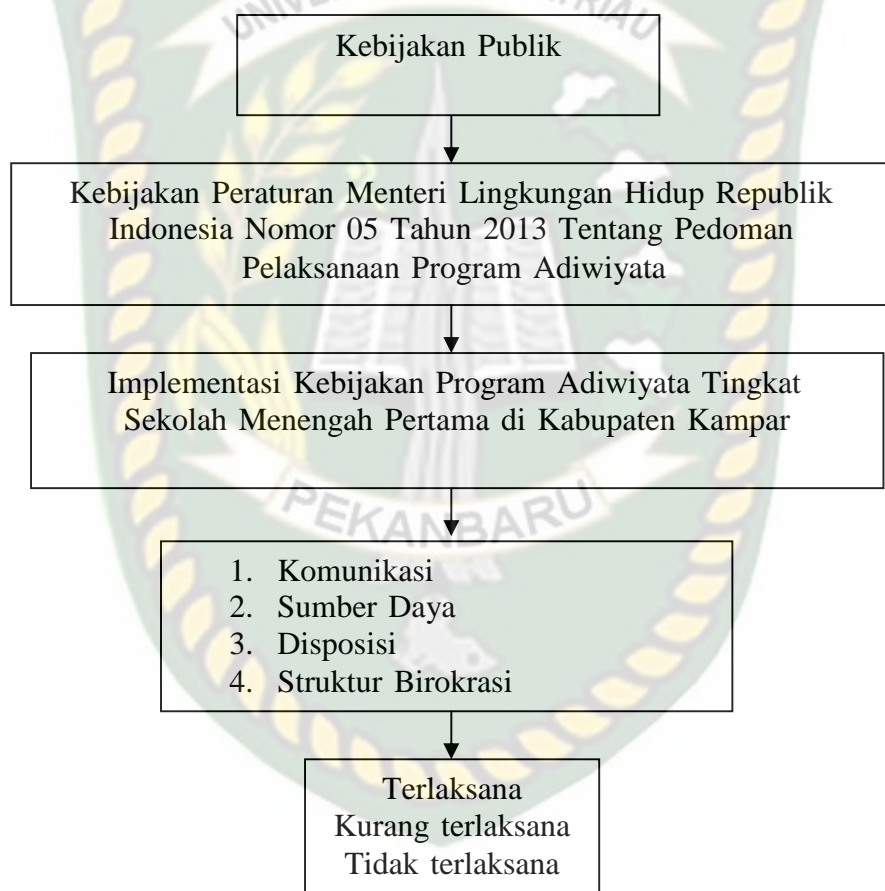 Kebijakan Publik
Kebijakan Peraturan Menteri Lingkungan Hidup Republik
Indonesia Nomor 05 Tahun 2013 Tentang Pedoman
Pelaksanaan Program Adiwiyata
Implementasi Kebijakan Program Adiwiyata Tingkat
Sekolah Menengah Pertama di Kabupaten Kampar
PEKANBARU
1. Komunikasi
2. Sumber Daya
3. Disposisi
4. Struktur Birokrasi
Terlaksana
Kurang terlaksana
Tidak terlaksana